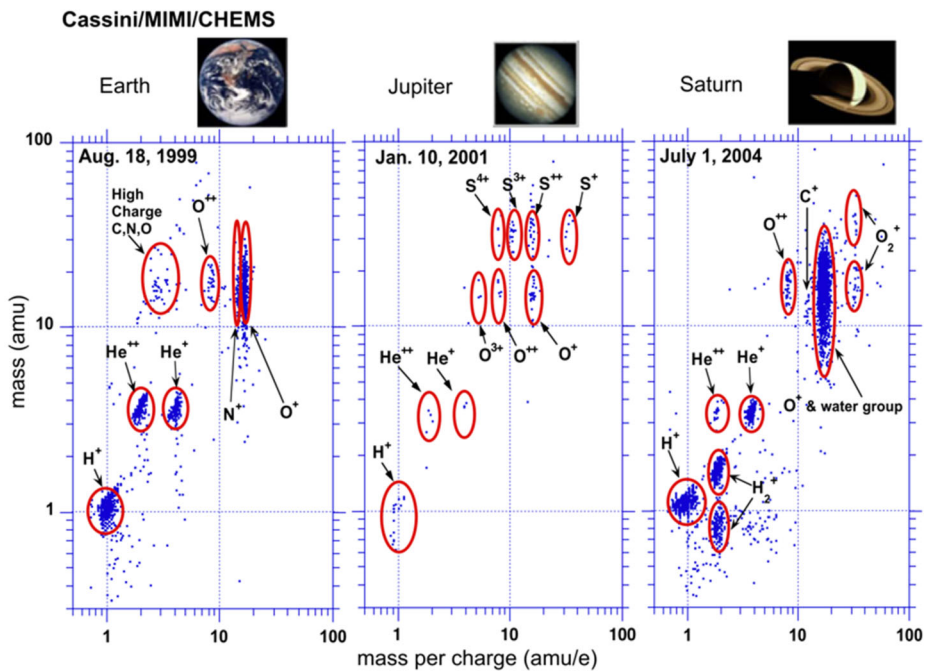 Cassini/MIMI/CHEMS
Earth
Jupiter
Saturn
mass (amu)
100
10
1
Aug. 18, 1999
High
Charge
C,N,O
O⁺⁺
He⁺⁺
He⁺
N⁺
O⁺
H⁺
1
10
100
Jan. 10, 2001
S⁴⁺
S³⁺
S⁺⁺
S⁺
O³⁺
O⁺⁺
O⁺
He⁺⁺
He⁺
H⁺
1
10
100
July 1, 2004
C⁺
O⁺⁺
O₂⁺
He⁺⁺
He⁺
O⁺ & water group
H⁺
H₂⁺
1
10
100
mass per charge (amu/e)